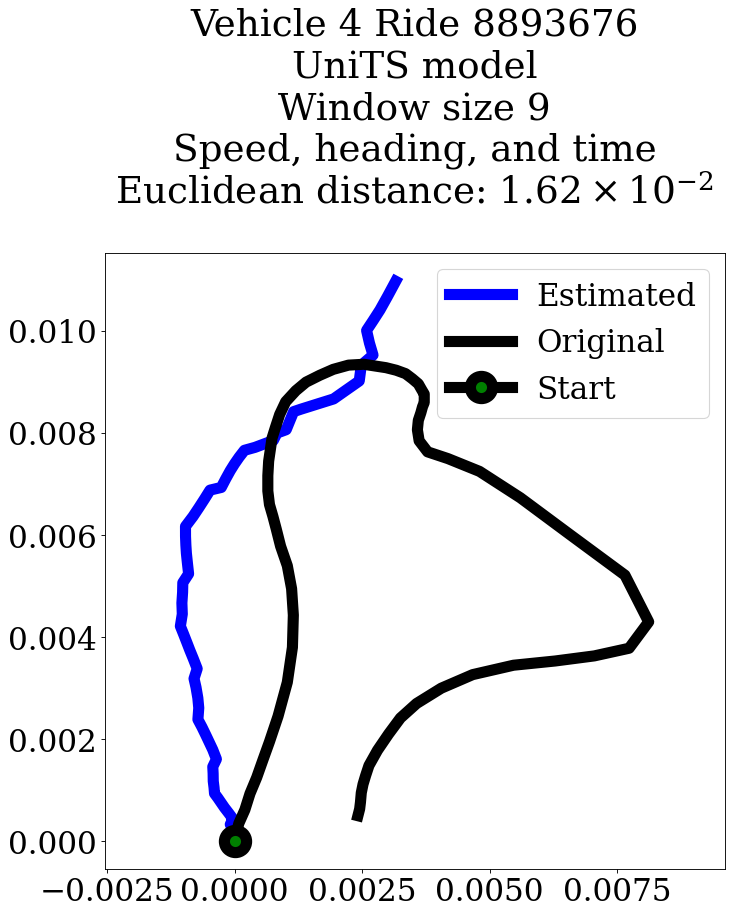 Vehicle 4 Ride 8893676
UniTS model
Window size 9
Speed, heading, and time
Euclidean distance: 1.62 × 10⁻²
Estimated
Original
Start
0.010
0.008
0.006
0.004
0.002
0.000
−0.0025 0.0000 0.0025 0.0050 0.0075